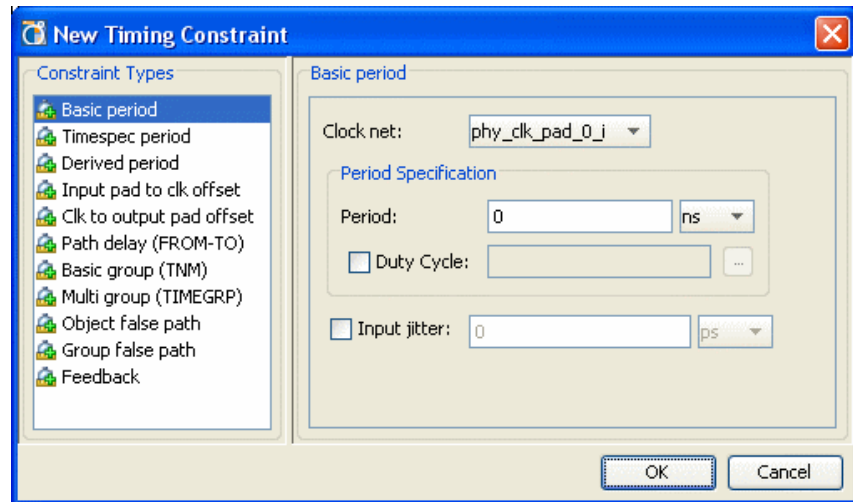 New Timing Constraint
Constraint Types
Basic period
Timespec period
Derived period
Input pad to clk offset
Clk to output pad offset
Path delay (FROM-TO)
Basic group (TNM)
Multi group (TIMEGRP)
Object false path
Group false path
Feedback
Basic period
Clock net: phy_clk_pad_0_i
Period Specification
Period: 0 ns
Duty Cycle: ...
Input jitter: 0 ps
OK Cancel